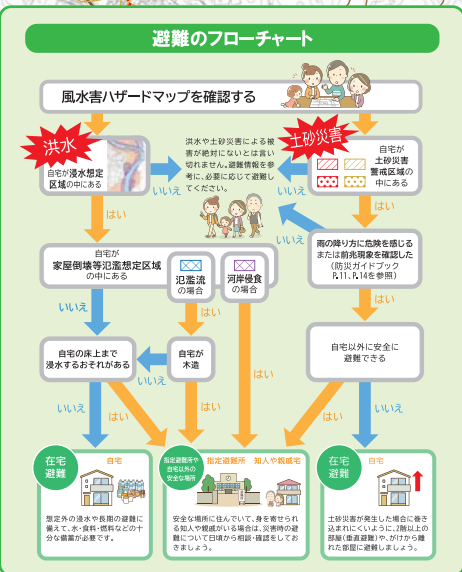 避難のフローチャート
風水害ハザードマップを確認する
洪水
自宅が浸水想定
区域の中にある
いいえ
はい
洪水や土砂災害による被
害が絶対にないとは言い
切れません。避難情報を参
考に、必要に応じて避難し
てください。
土砂災害
自宅が
土砂災害
警戒区域の
中にある
いいえ
はい
自宅が
家屋倒壊等氾濫想定区域
の中にある
いいえ
氾濫流
の場合
はい
河岸侵食
の場合
はい
雨の降り方に危険を感じる
または前兆現象を確認した
(防災ガイドブック
P.11、P.14を参照)
いいえ
はい
自宅の床上まで
浸水するおそれがある
いいえ
はい
自宅が
木造
いいえ
はい
自宅以外に安全に
避難できる
はい
いいえ
在宅
避難
自宅
想定外の浸水や長期の避難に
備えて、水・食料・燃料などの十
分な備蓄が必要です。
指定避難所や
自宅以外の
安全な場所
指定避難所 知人や親戚宅
安全な場所に住んでいて、身を寄せられ
る知人や親戚がいる場合は、災害時の避
難について日頃から相談・確認をしてお
きましょう。
在宅
避難
自宅
土砂災害が発生した場合に巻き
込まれにくいように、2階以上の
部屋(垂直避難)や、がけから離れ
た部屋に避難しましょう。